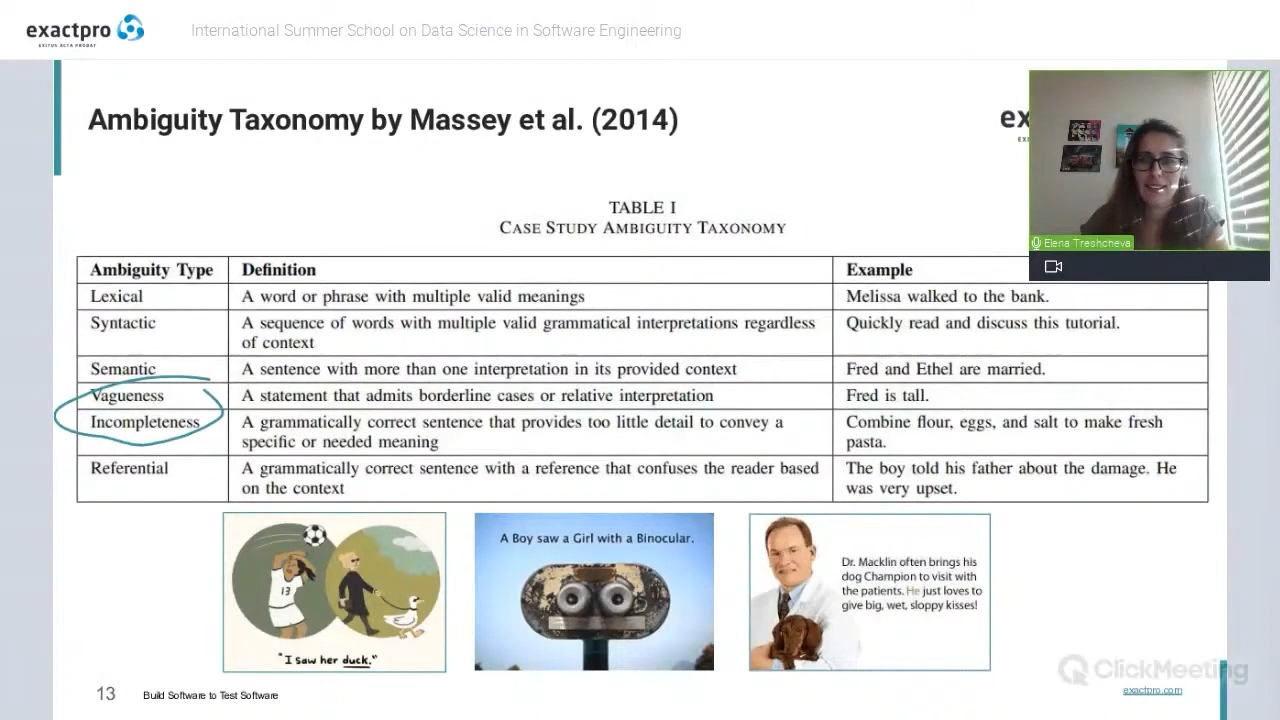 exactpro
EXITUS ACTA PROBAT
International Summer School on Data Science in Software Engineering
Ambiguity Taxonomy by Massey et al. (2014)
ex
Elena Treshcheva
TABLE I
CASE STUDY AMBIGUITY TAXONOMY
Ambiguity Type Definition Example
Lexical A word or phrase with multiple valid meanings Melissa walked to the bank.
Syntactic A sequence of words with multiple valid grammatical interpretations regardless Quickly read and discuss this tutorial.
of context
Semantic A sentence with more than one interpretation in its provided context Fred and Ethel are married.
Vagueness A statement that admits borderline cases or relative interpretation Fred is tall.
Incompleteness A grammatically correct sentence that provides too little detail to convey a Combine flour, eggs, and salt to make fresh
specific or needed meaning pasta.
Referential A grammatically correct sentence with a reference that confuses the reader based The boy told his father about the damage. He
on the context was very upset.
13
"I saw her duck."
A Boy saw a Girl with a Binocular.
Dr. Macklin often brings his
dog Champion to visit with
the patients. He just loves to
give big, wet, sloppy kisses!
ClickMeeting
13 Build Software to Test Software
exactpro.com